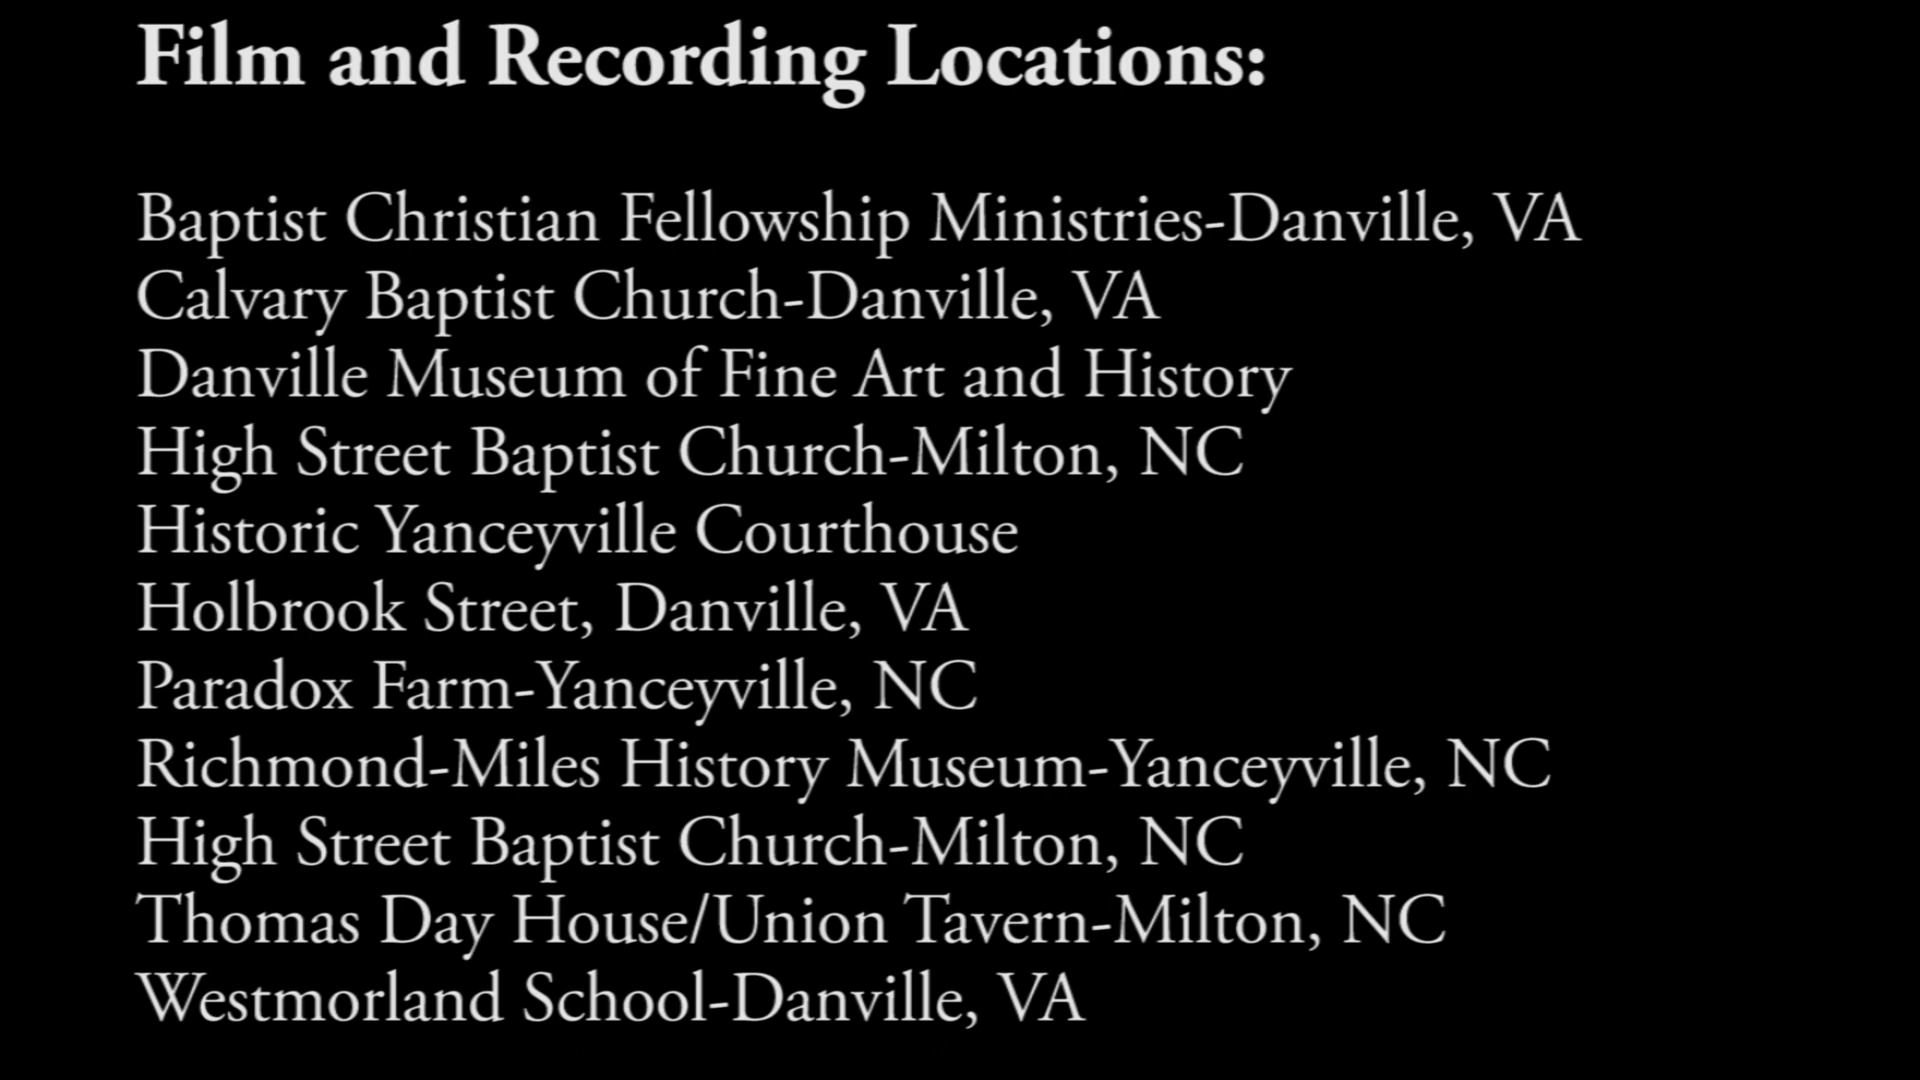 Film and Recording Locations:
Baptist Christian Fellowship Ministries-Danville, VA
Calvary Baptist Church-Danville, VA
Danville Museum of Fine Art and History
High Street Baptist Church-Milton, NC
Historic Yanceyville Courthouse
Holbrook Street, Danville, VA
Paradox Farm-Yanceyville, NC
Richmond-Miles History Museum-Yanceyville, NC
High Street Baptist Church-Milton, NC
Thomas Day House/Union Tavern-Milton, NC
Westmorland School-Danville, VA